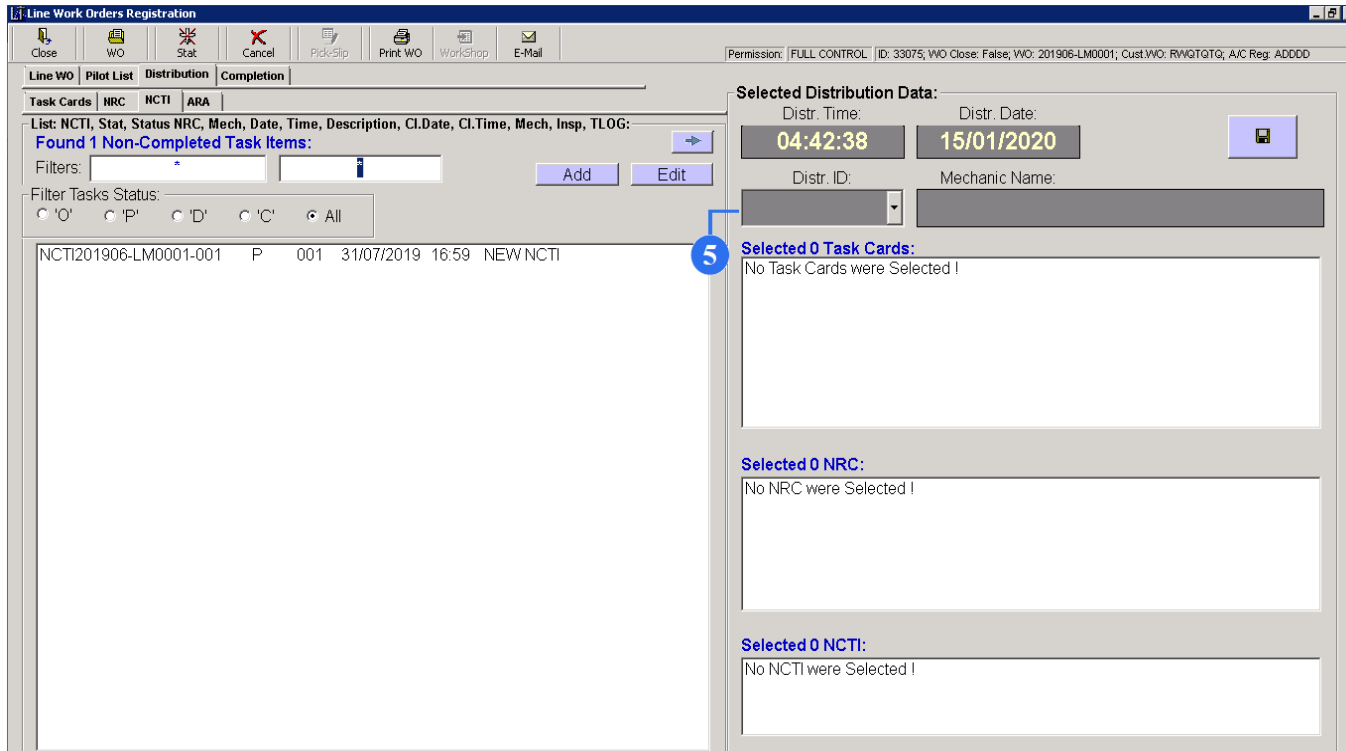 Line Work Orders Registration
Close WO Stat Cancel Pick-Slip Print WO WorkShop E-Mail
Permission: FULL CONTROL ID: 33075; WO Close: False; WO: 201906-LM0001; Cust.WO: RWQTQTQ; A/C Reg: ADDDD
Line WO Pilot List Distribution Completion
Task Cards NRC NCTI ARA
List: NCTI, Stat, Status NRC, Mech, Date, Time, Description, Cl.Date, Cl.Time, Mech, Insp, TLOG:
Found 1 Non-Completed Task Items:
Filters: * *
Add Edit
Filter Tasks Status:
'O' 'P' 'D' 'C' All
NCTI201906-LM0001-001 P 001 31/07/2019 16:59 NEW NCTI
Selected Distribution Data:
Distr. Time: Distr. Date:
04:42:38 15/01/2020
Distr. ID: Mechanic Name:
5
Selected 0 Task Cards:
No Task Cards were Selected !
Selected 0 NRC:
No NRC were Selected !
Selected 0 NCTI:
No NCTI were Selected !